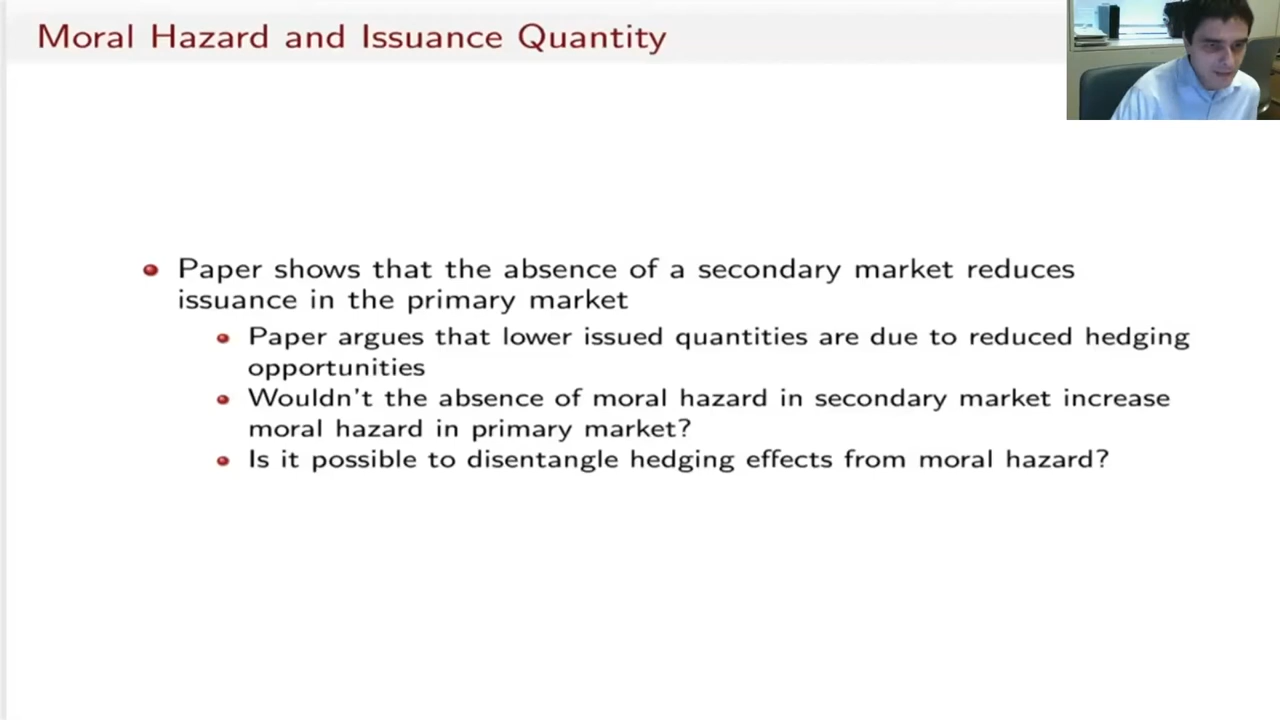 Moral Hazard and Issuance Quantity
Paper shows that the absence of a secondary market reduces
issuance in the primary market
Paper argues that lower issued quantities are due to reduced hedging
opportunities
Wouldn't the absence of moral hazard in secondary market increase
moral hazard in primary market?
Is it possible to disentangle hedging effects from moral hazard?